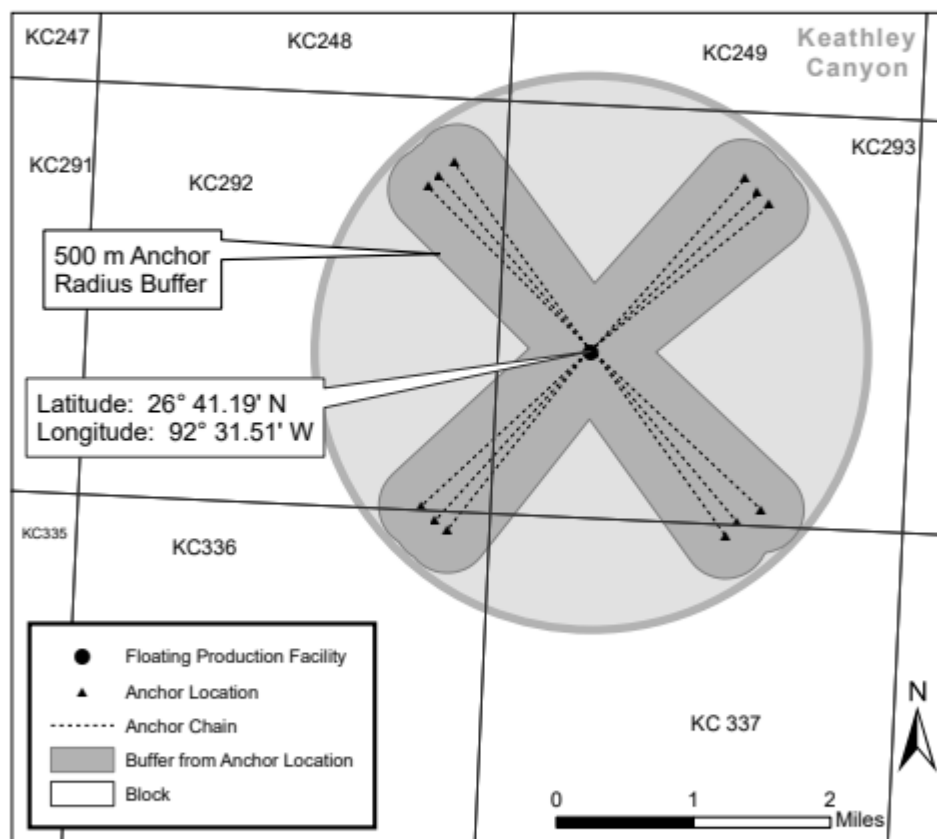 KC247
KC248
KC249
Keathley
Canyon
KC291
KC292
KC293
500 m Anchor
Radius Buffer
Latitude: 26° 41.19' N
Longitude: 92° 31.51' W
KC335
KC336
Floating Production Facility
Anchor Location
Anchor Chain
Buffer from Anchor Location
Block
KC 337
N
0 1 2
Miles